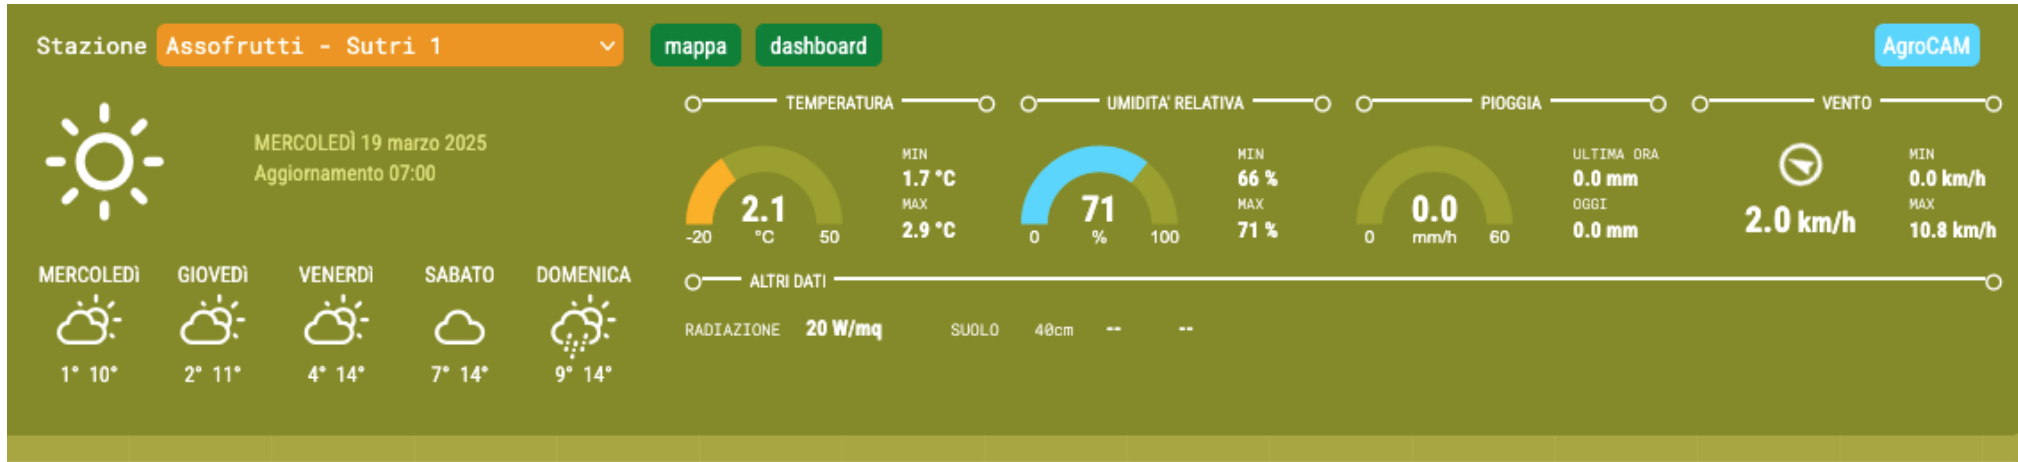 Stazione Assofrutti - Sutri 1 mappa dashboard AgroCAM
MERCOLEDÌ 19 marzo 2025
Aggiornamento 07:00
TEMPERATURA
2.1
°C
-20 50
MIN
1.7 °C
MAX
2.9 °C
UMIDITA' RELATIVA
71
%
0 100
MIN
66 %
MAX
71 %
PIOGGIA
0.0
mm/h
0 60
ULTIMA ORA
0.0 mm
OGGI
0.0 mm
VENTO
2.0 km/h
MIN
0.0 km/h
MAX
10.8 km/h
MERCOLEDÌ GIOVEDÌ VENERDÌ SABATO DOMENICA
1° 10° 2° 11° 4° 14° 7° 14° 9° 14°
ALTRI DATI
RADIAZIONE 20 W/mq SUOLO 40cm -- --